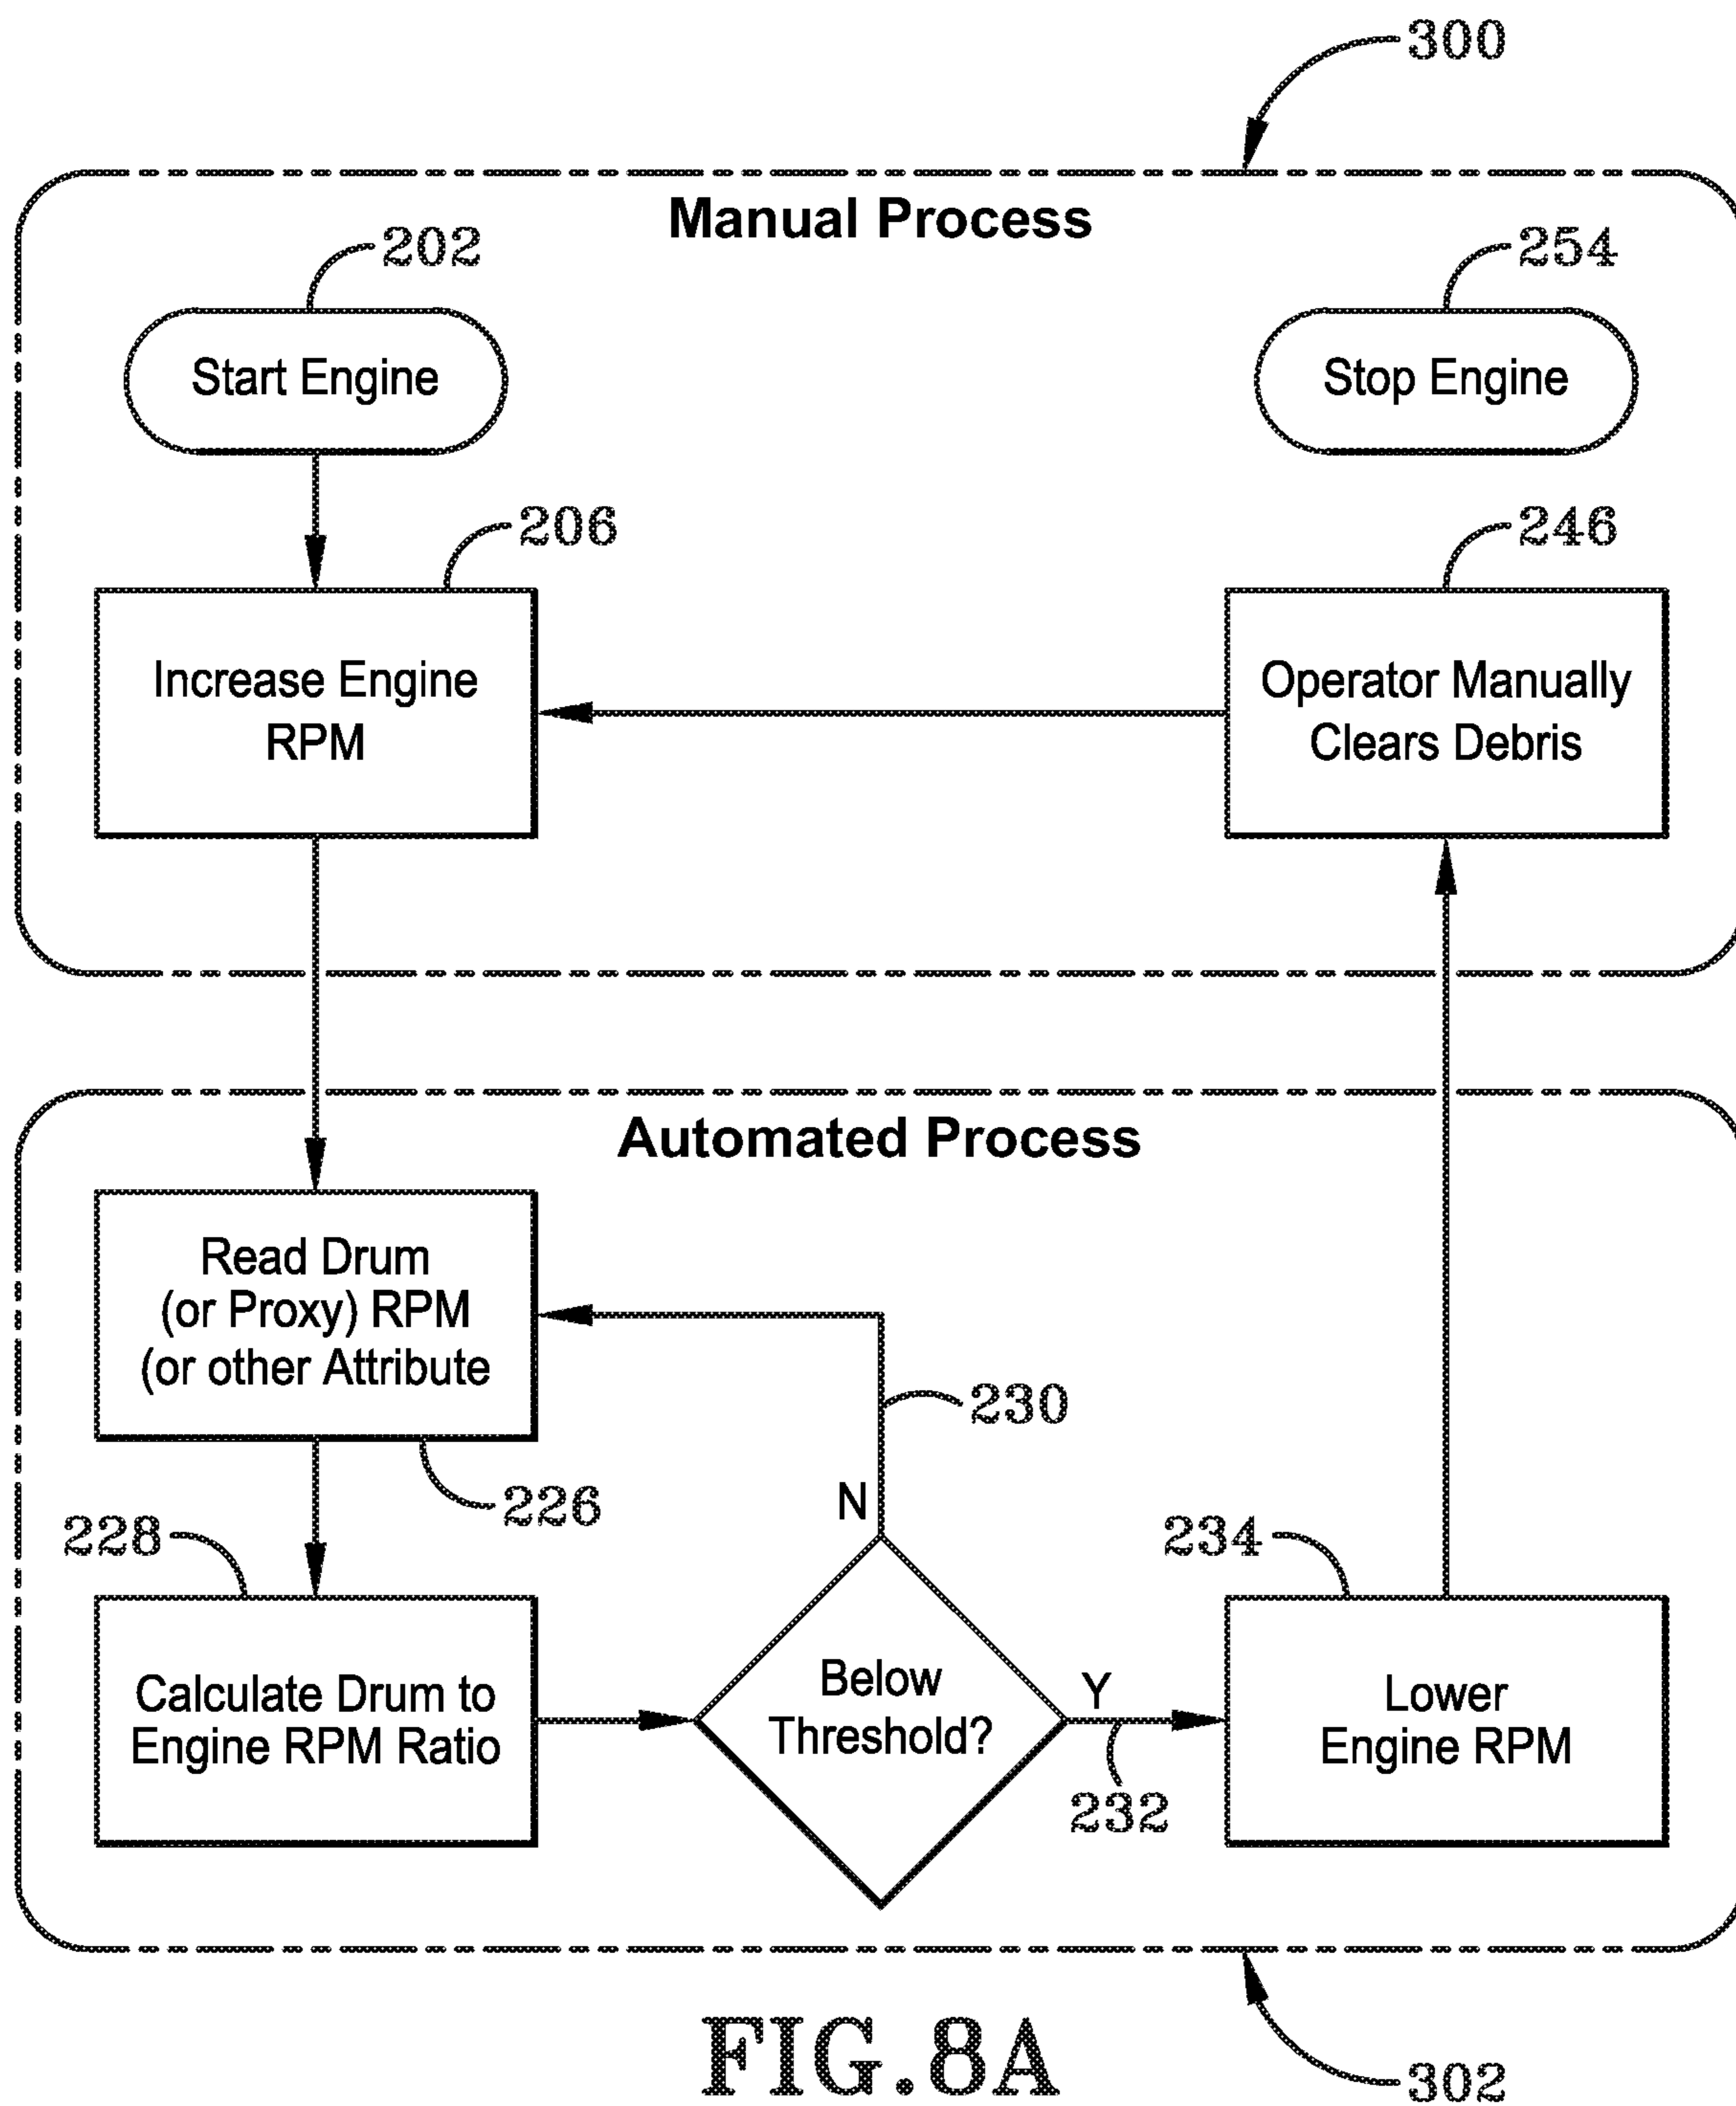 300
Manual Process
202
254
Start Engine
Stop Engine
206
246
Increase Engine
RPM
Operator Manually
Clears Debris
Automated Process
Read Drum
(or Proxy) RPM
(or other Attribute
230
226
N
228
234
Calculate Drum to
Engine RPM Ratio
Below
Threshold?
Y
232
Lower
Engine RPM
FIG.8A
302